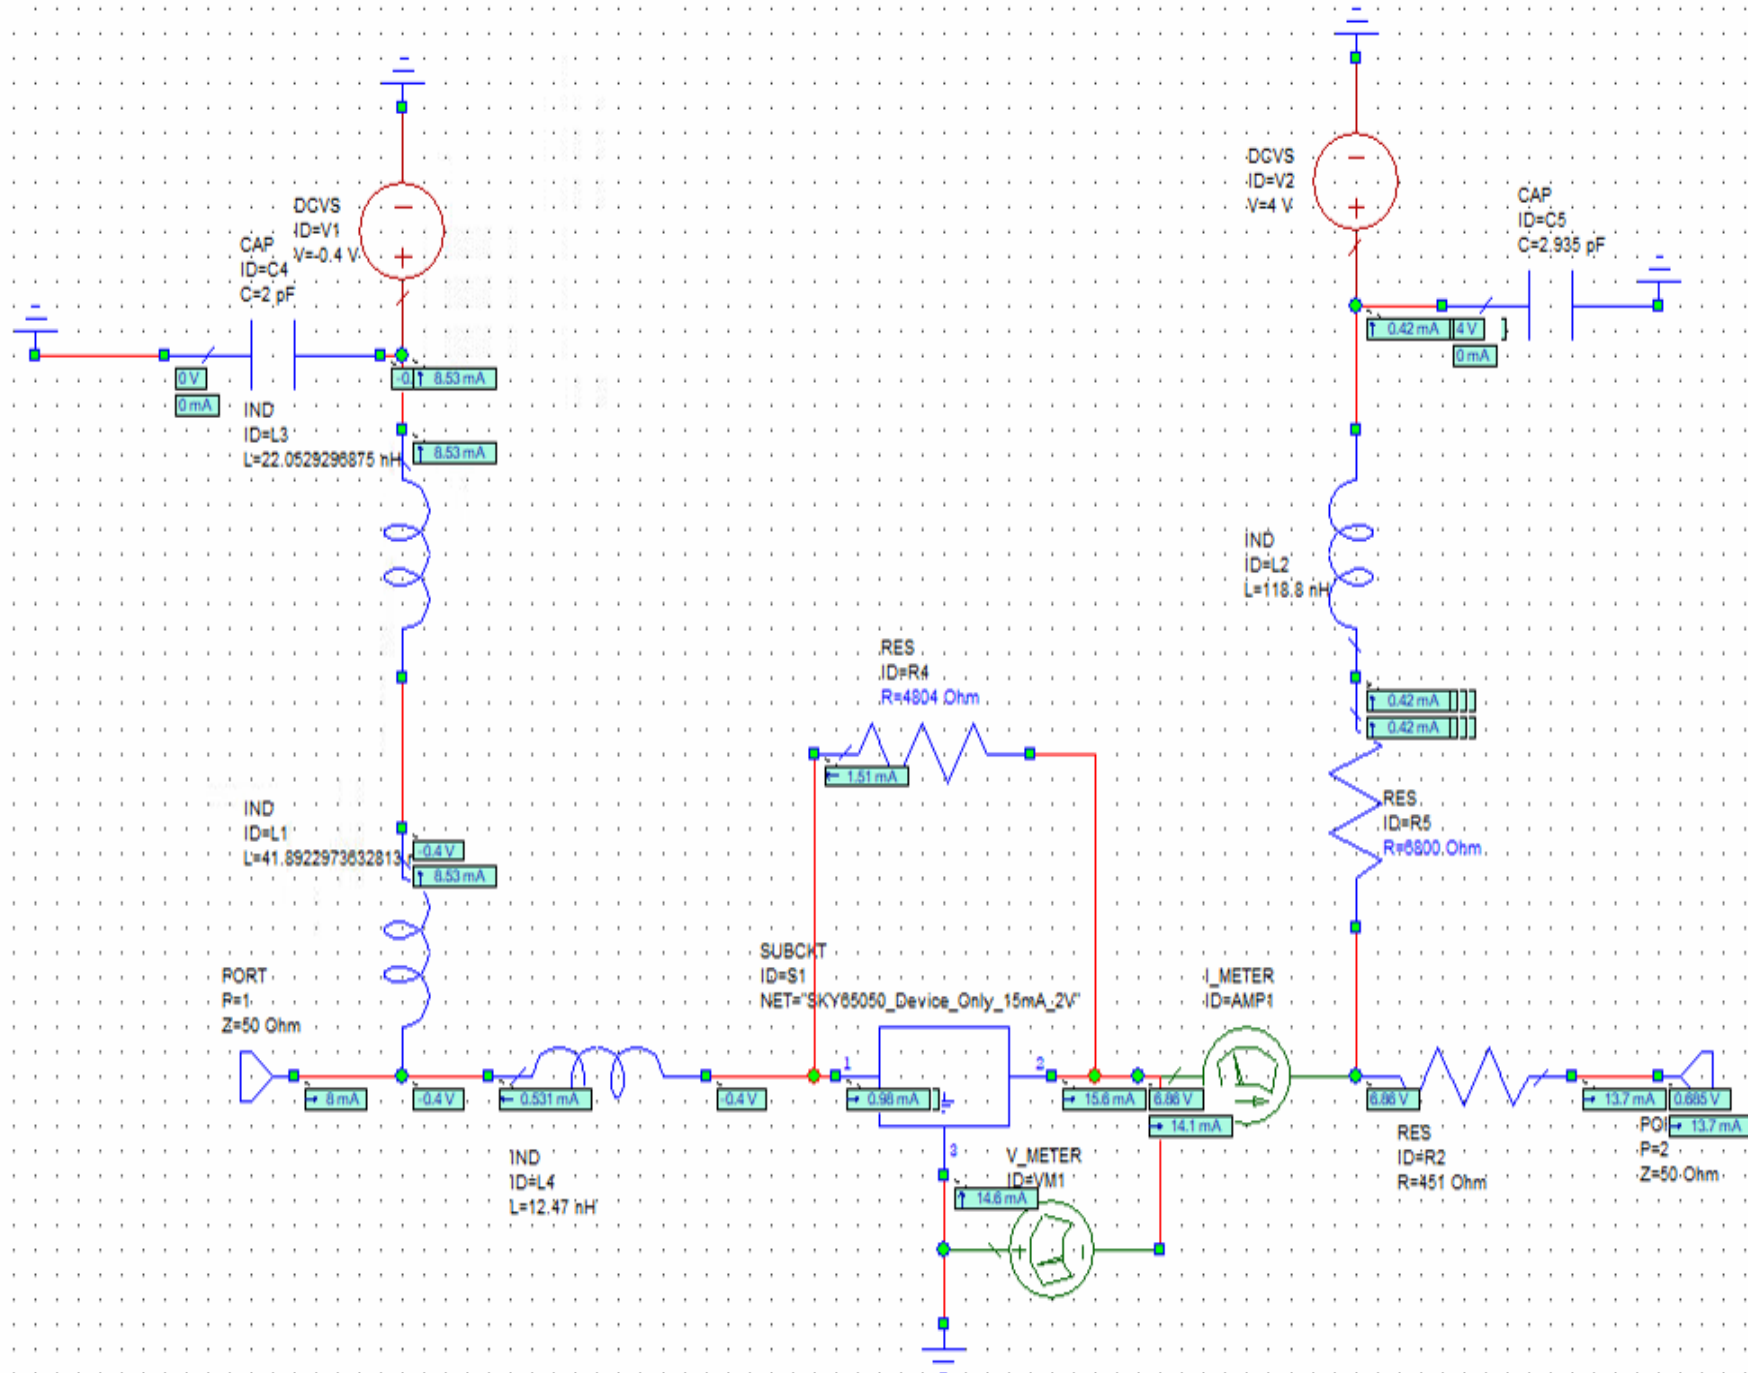 DCVS
ID=V1
V=-0.4 V
CAP
ID=C4
C=2 pF
0 V
0 mA
8.53 mA
IND
ID=L3
L=22.0529296875 nH
8.53 mA
IND
ID=L1
L=41.8922973632813
-0.4 V
8.53 mA
PORT
P=1
Z=50 Ohm
8 mA
-0.4 V
0.531 mA
-0.4 V
IND
ID=L4
L=12.47 nH
RES
ID=R4
R=4804 Ohm
1.51 mA
SUBCKT
ID=S1
NET="SKY65050_Device_Only_15mA_2V"
1
2
3
0.98 mA
15.6 mA
6.86 V
14.1 mA
14.6 mA
V_METER
ID=VM1
I_METER
ID=AMP1
DCVS
ID=V2
V=4 V
CAP
ID=C5
C=2.935 pF
0.42 mA
4 V
0 mA
IND
ID=L2
L=118.8 nH
0.42 mA
0.42 mA
RES
ID=R5
R=6800 Ohm
6.86 V
13.7 mA
0.685 V
13.7 mA
RES
ID=R2
R=451 Ohm
P=2
Z=50 Ohm